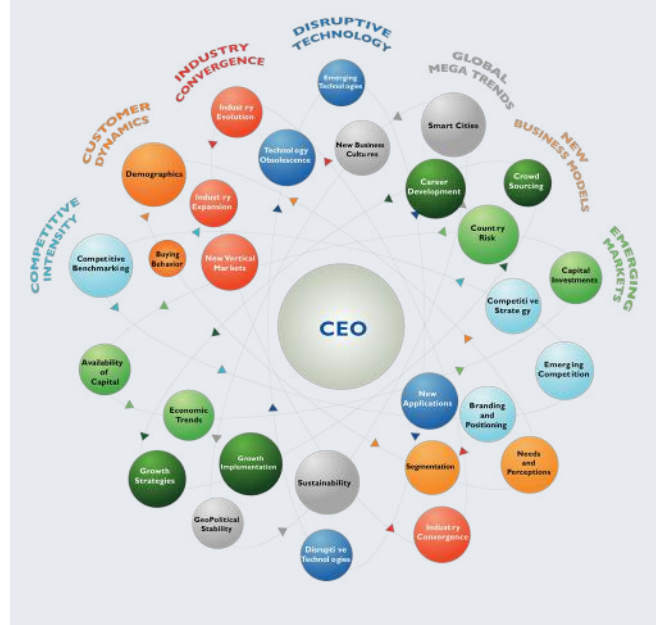 DISRUPTIVE
TECHNOLOGY
INDUSTRY
CONVERGENCE
GLOBAL
MEGA TRENDS
CUSTOMER
DYNAMICS
NEW
BUSINESS MODELS
COMPETITIVE
INTENSITY
EMERGING
MARKETS
Emerging
Technologies
Industry
Evolution
Smart Cities
Technology
Obsolescence
New Business
Cultures
Demographics
Career
Development
Crowd
Sourcing
Industry
Expansion
Country
Risk
Competitive
Benchmarking
Buying
Behavior
New Vertical
Markets
Capital
Investments
Competitive
Strategy
CEO
Availability
of
Capital
Emerging
Competition
Economic
Trends
New
Applications
Branding
and
Positioning
Growth
Strategies
Growth
Implementation
Sustainability
Segmentation
Needs
and
Perceptions
GeoPolitical
Stability
Industry
Convergence
Disruptive
Technologies